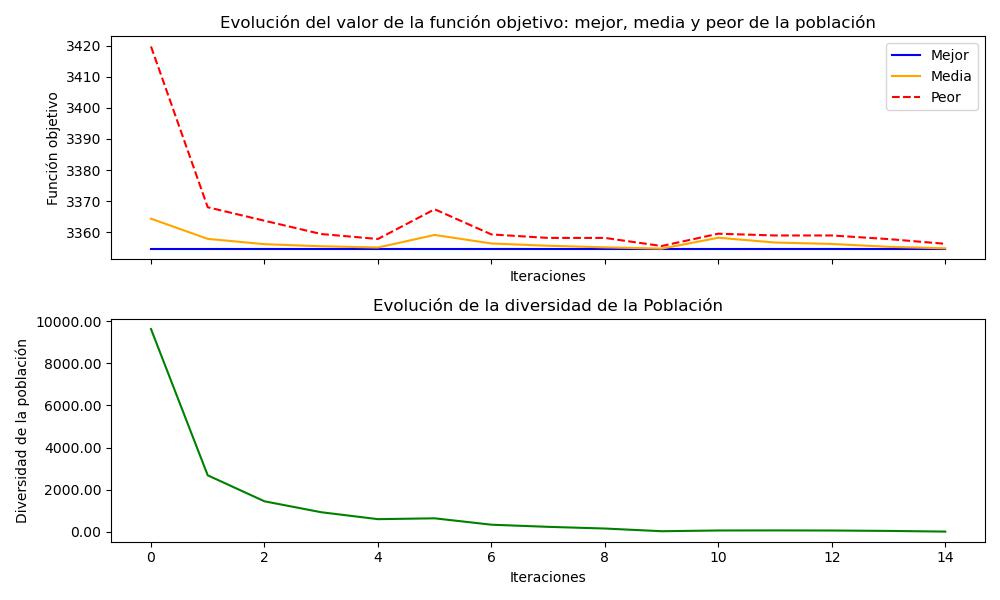 Evolución del valor de la función objetivo: mejor, media y peor de la población
Función objetivo
3420
3410
3400
3390
3380
3370
3360
Mejor
Media
Peor
Iteraciones
Evolución de la diversidad de la Población
Diversidad de la población
10000.00
8000.00
6000.00
4000.00
2000.00
0.00
0 2 4 6 8 10 12 14
Iteraciones